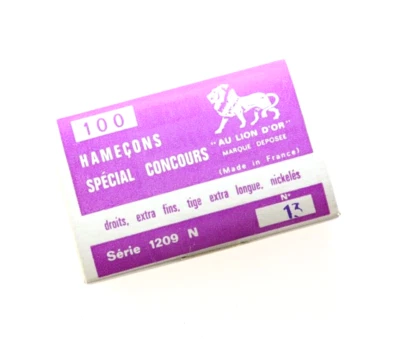 100
HAMEÇONS
SPÉCIAL CONCOURS
"AU LION D'OR"
MARQUE DEPOSÉE
(Made in France)
droits, extra fins, tige extra longue, nickelés
Série 1209 N
N°
13